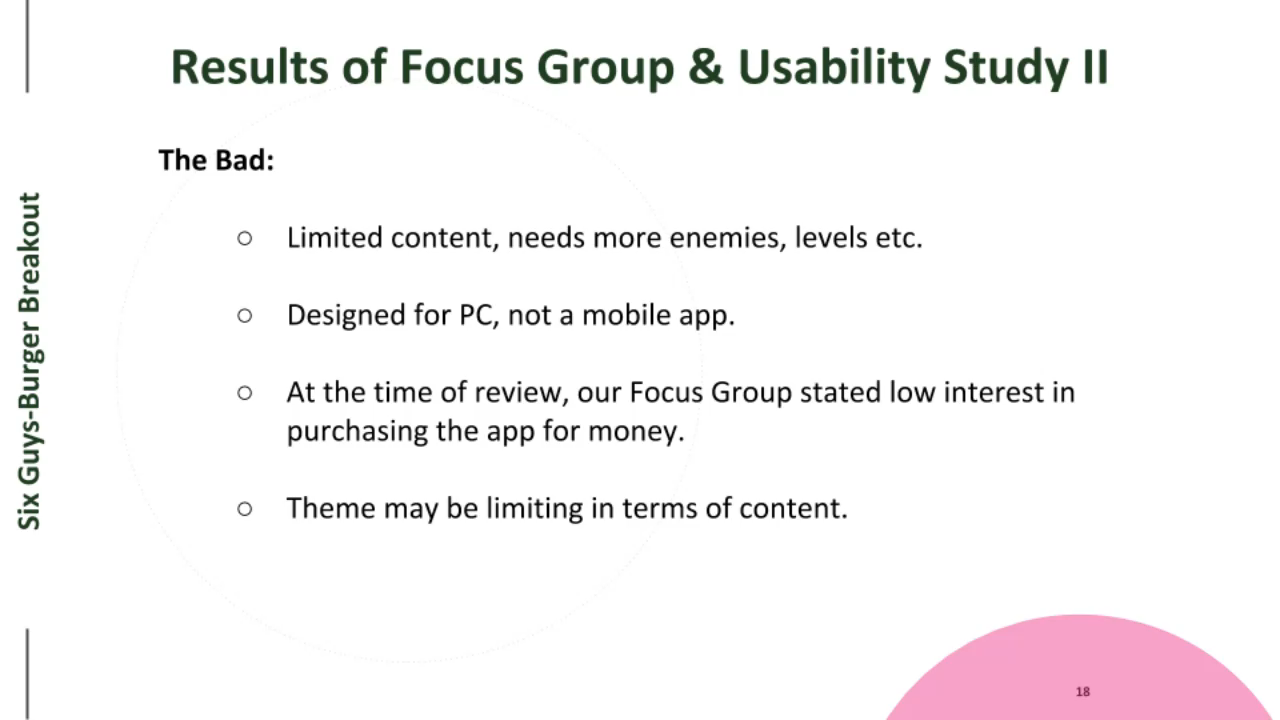 Results of Focus Group & Usability Study II
The Bad:
○ Limited content, needs more enemies, levels etc.
○ Designed for PC, not a mobile app.
○ At the time of review, our Focus Group stated low interest in
purchasing the app for money.
○ Theme may be limiting in terms of content.
Six Guys-Burger Breakout
18